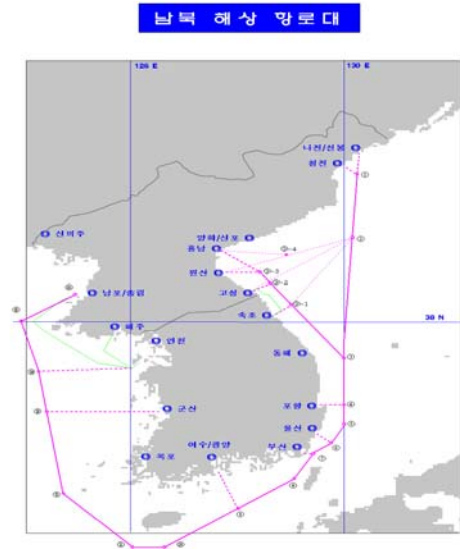 남북 해상 항로대
126 E
130 E
나진/선봉
청진
신의주
양화/신포
흥남
원산
남포/송림
고성
속초
38 N
해주
인천
동해
포항
군산
울산
여수/광양
부산
목포